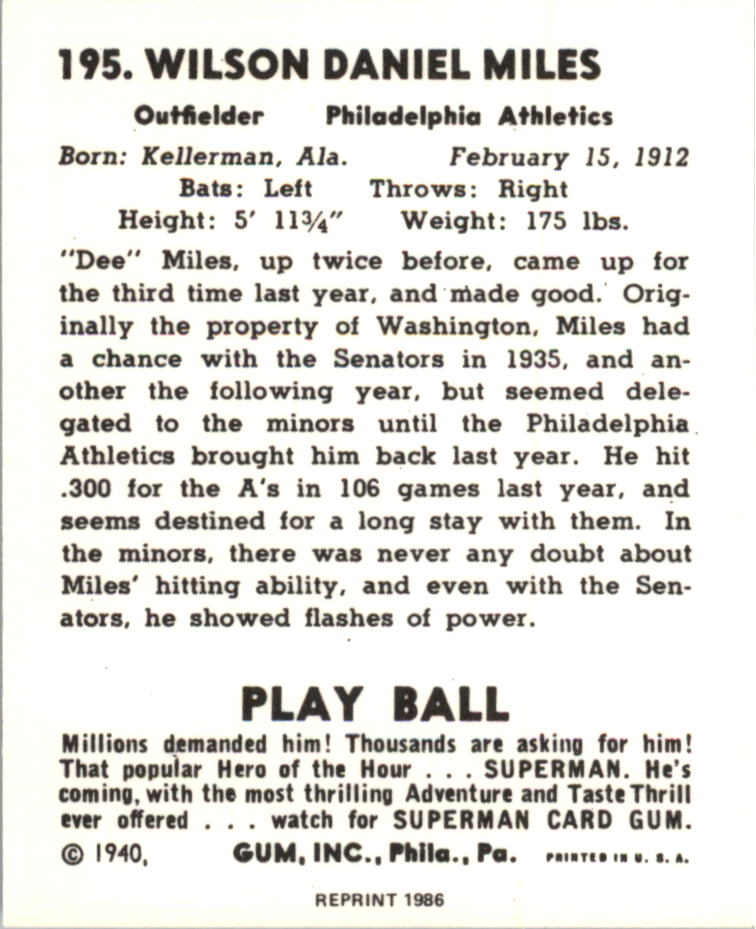 195. WILSON DANIEL MILES
Outfielder Philadelphia Athletics
Born: Kellerman, Ala. February 15, 1912
Bats: Left Throws: Right
Height: 5' 11¾" Weight: 175 lbs.
"Dee" Miles, up twice before, came up for
the third time last year, and made good. Orig-
inally the property of Washington, Miles had
a chance with the Senators in 1935, and an-
other the following year, but seemed dele-
gated to the minors until the Philadelphia
Athletics brought him back last year. He hit
.300 for the A's in 106 games last year, and
seems destined for a long stay with them. In
the minors, there was never any doubt about
Miles' hitting ability, and even with the Sen-
ators, he showed flashes of power.
PLAY BALL
Millions demanded him! Thousands are asking for him!
That popular Hero of the Hour . . . SUPERMAN. He's
coming, with the most thrilling Adventure and Taste Thrill
ever offered . . . watch for SUPERMAN CARD GUM.
© 1940, GUM, INC., Phila., Pa. PRINTED IN U. S. A.
REPRINT 1986